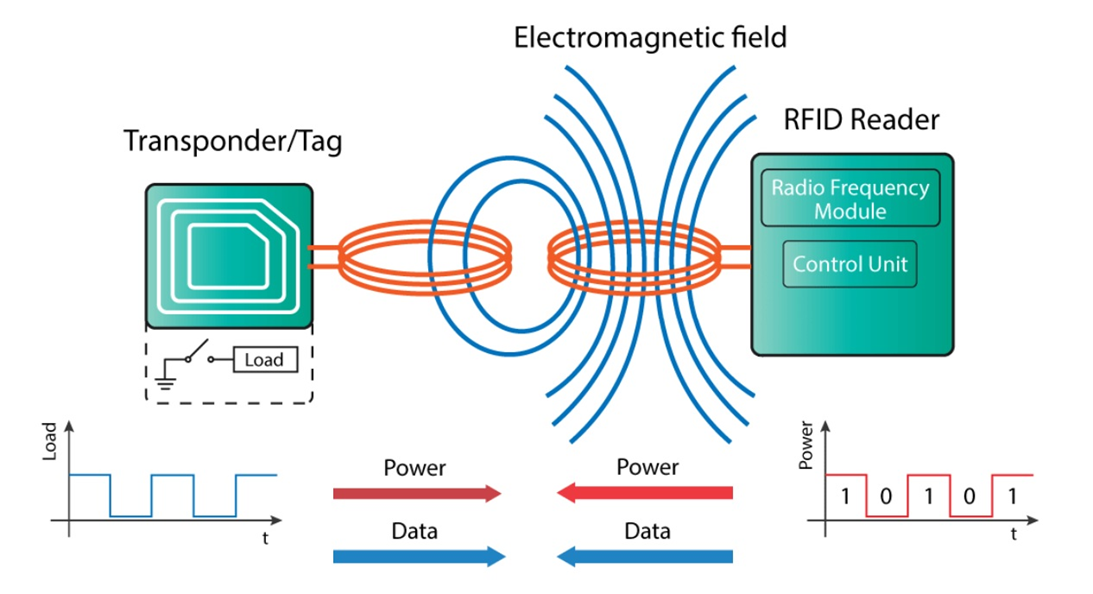 Electromagnetic field
RFID Reader
Transponder/Tag
Radio Frequency
Module
Control Unit
Load
Load
Power
Power
Power
1 0 1 0 1
t
t
Data
Data